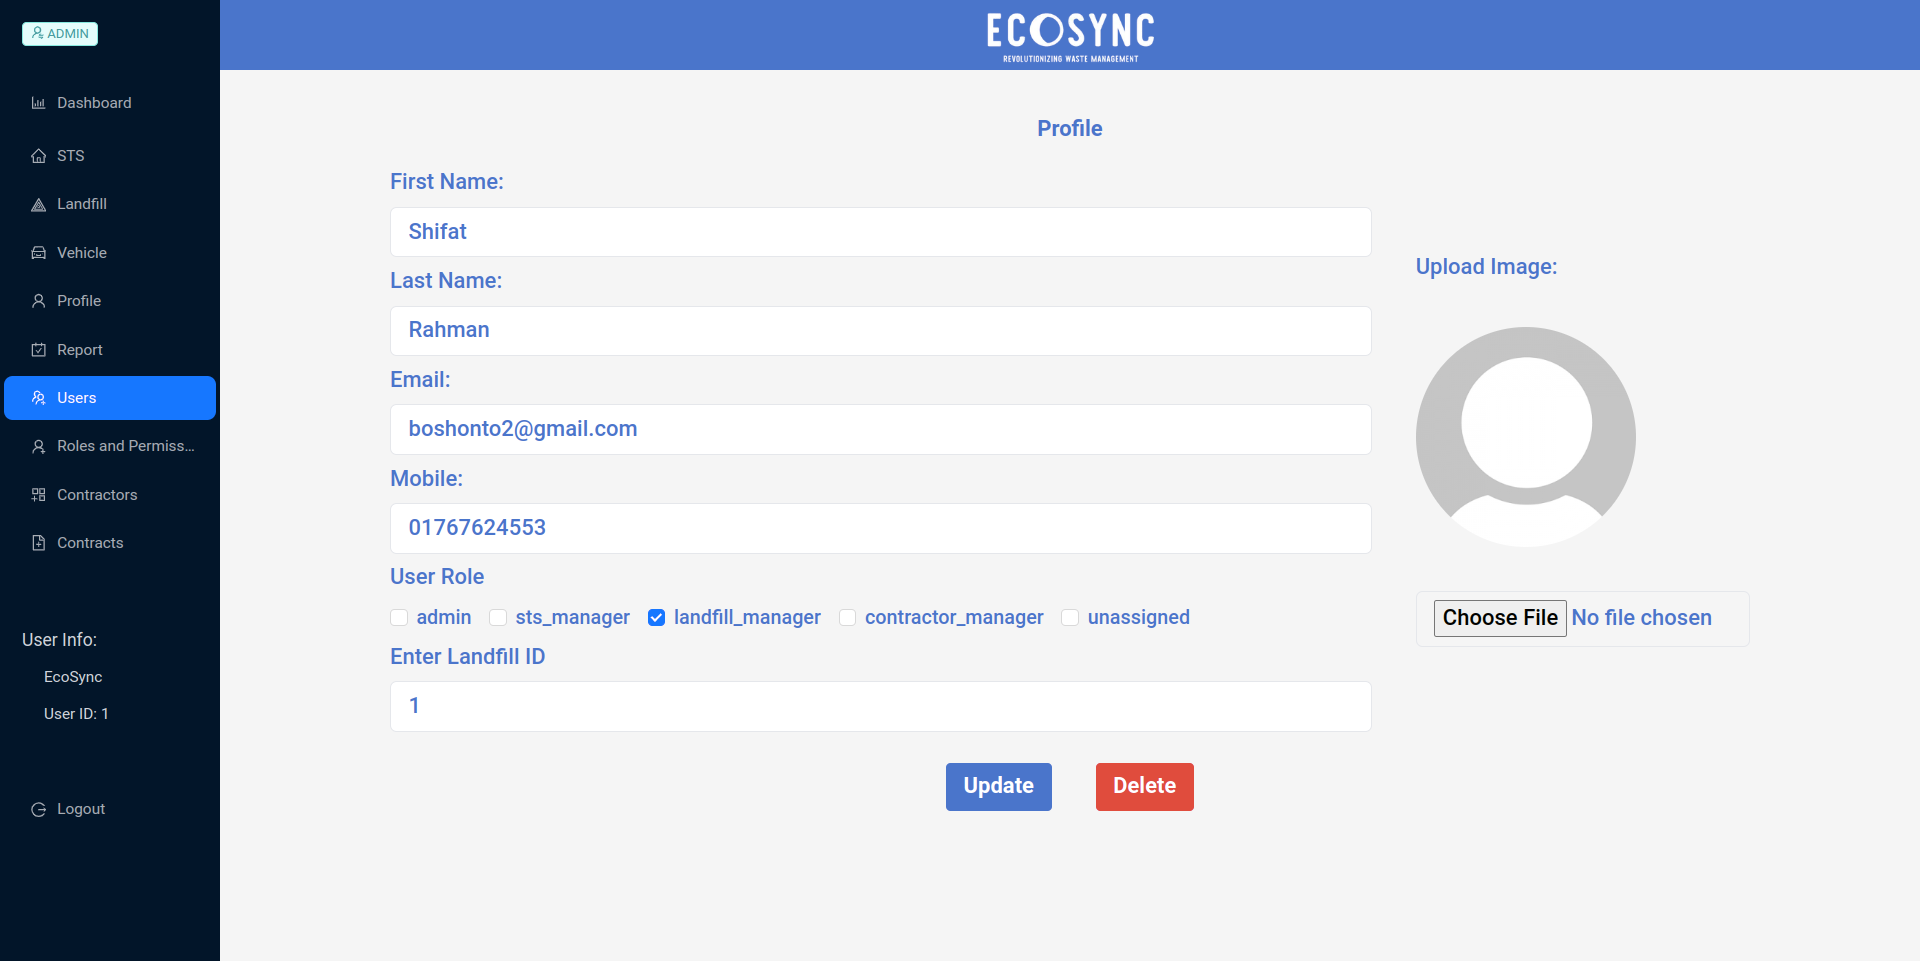 ADMIN
Dashboard
STS
Landfill
Vehicle
Profile
Report
Users
Roles and Permiss...
Contractors
Contracts
User Info:
EcoSync
User ID: 1
Logout
ECOSYNC
REVOLUTIONIZING WASTE MANAGEMENT
Profile
First Name:
Shifat
Last Name:
Rahman
Email:
boshonto2@gmail.com
Mobile:
01767624553
User Role
admin sts_manager landfill_manager contractor_manager unassigned
Enter Landfill ID
1
Upload Image:
Choose File No file chosen
Update Delete